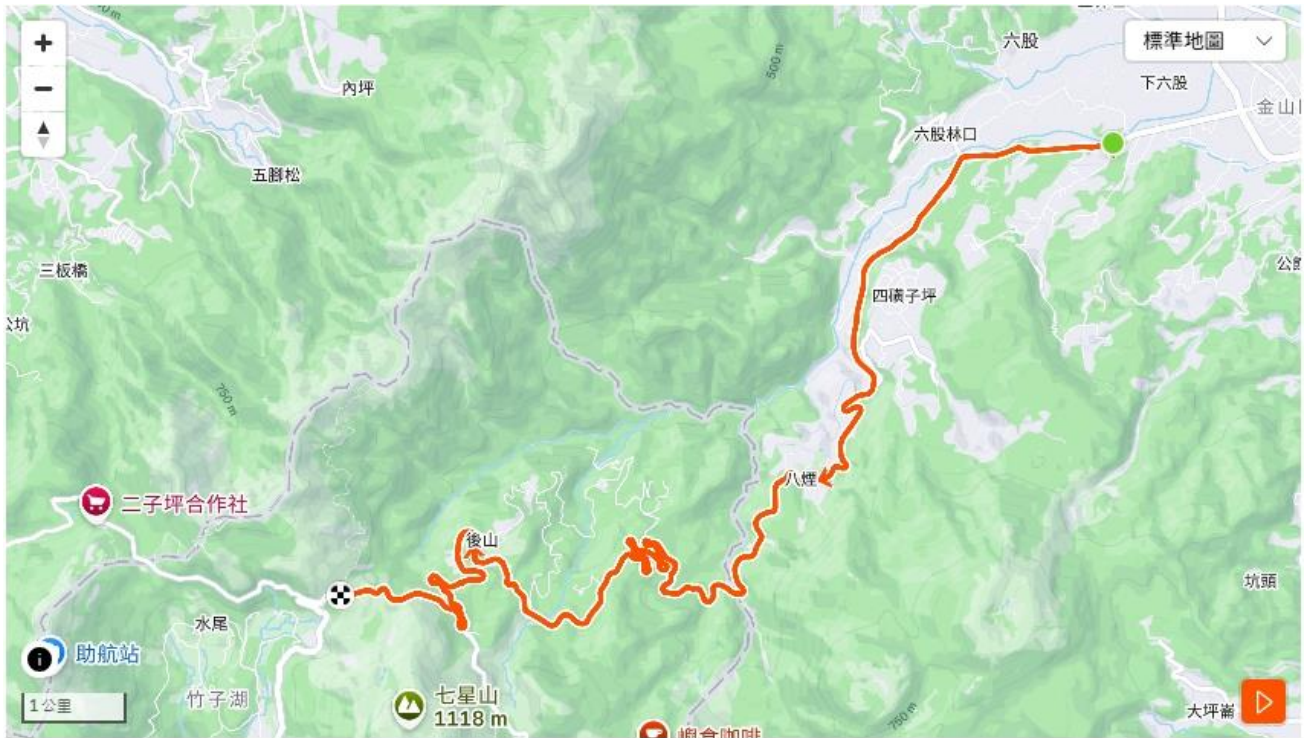 標準地圖
六股
500 m
內坪
下六股
金山
六股林口
五腳松
三板橋
四磺子坪
750 m
八煙
二子坪合作社
後山
坑頭
水尾
助航站
竹子湖
七星山
1118 m
1公里
大坪崙
750 m